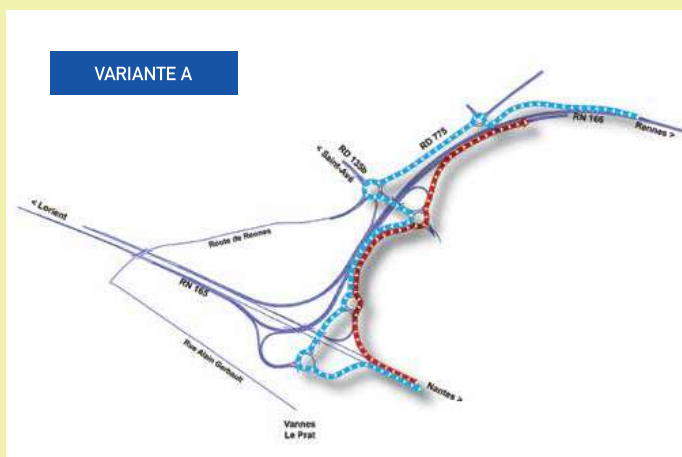 VARIANTE A
RN 166
Rennes >
RD 775
RD 135b
< Saint-Avé
< Lorient
Route de Rennes
RN 165
Rue Alain Gerbault
Nantes >
Vannes
Le Prat